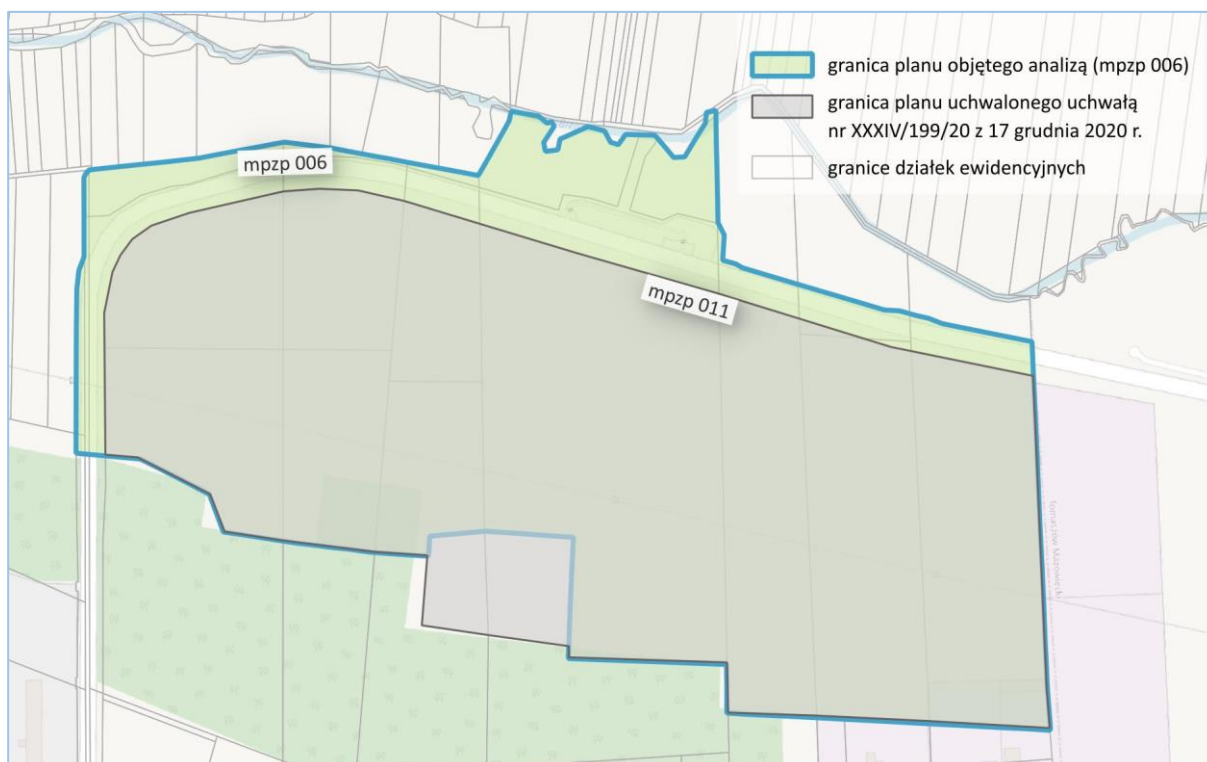 granica planu objętego analizą (mpzp 006)
granica planu uchwalonego uchwałą
nr XXXIV/199/20 z 17 grudnia 2020 r.
granice działek ewidencyjnych
mpzp 006
mpzp 011